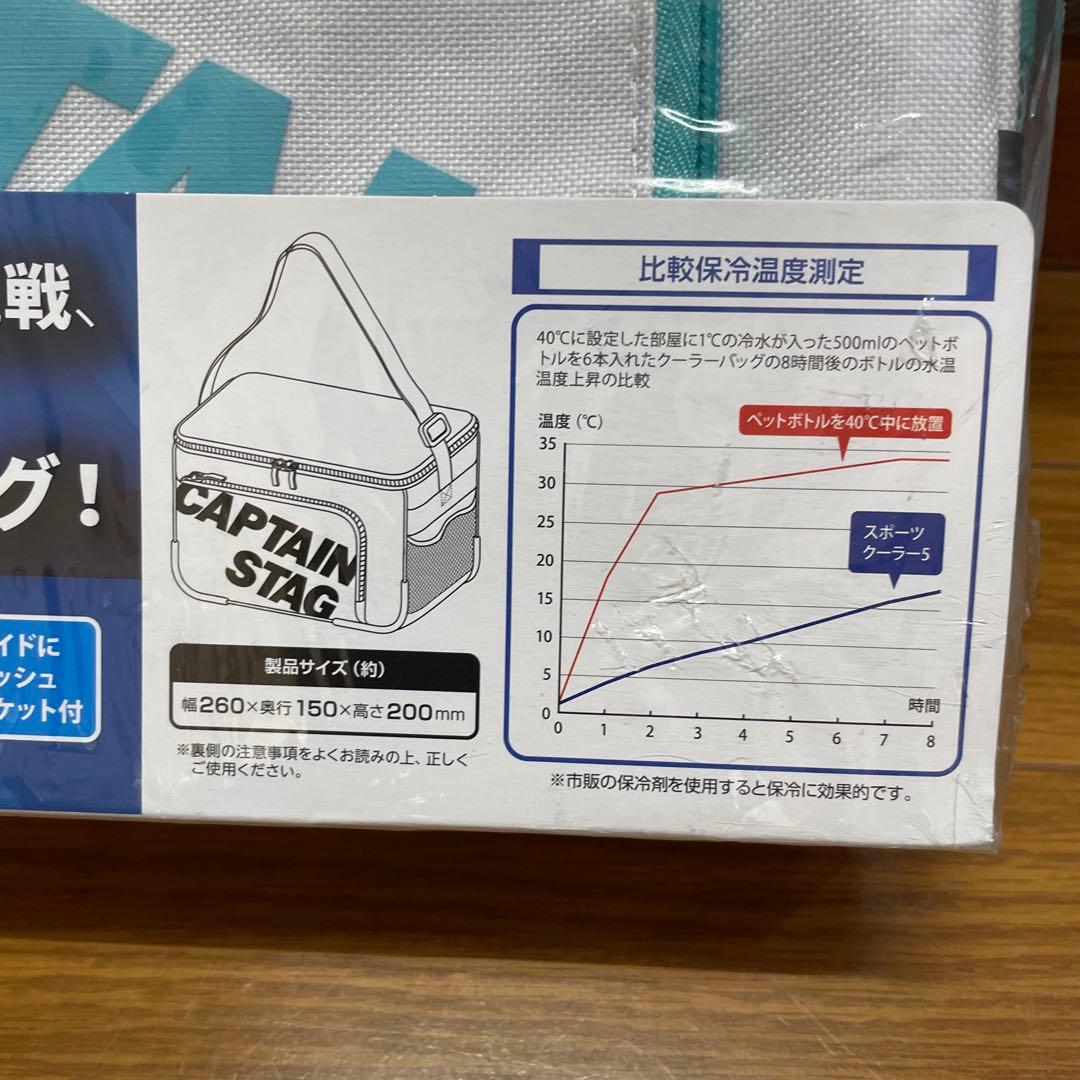 戦、
グ！
イドに
ッシュ
ケット付
CAPTAIN
STAG
製品サイズ（約）
幅260×奥行150×高さ200mm
※裏側の注意事項をよくお読みの上、正しく
ご使用ください。
比較保冷温度測定
40℃に設定した部屋に1℃の冷水が入った500mlのペットボ
トルを6本入れたクーラーバッグの8時間後のボトルの水温
温度上昇の比較
温度（℃）
ペットボトルを40℃中に放置
スポーツ
クーラー5
35
30
25
20
15
10
5
0
時間
0 1 2 3 4 5 6 7 8
※市販の保冷剤を使用すると保冷に効果的です。